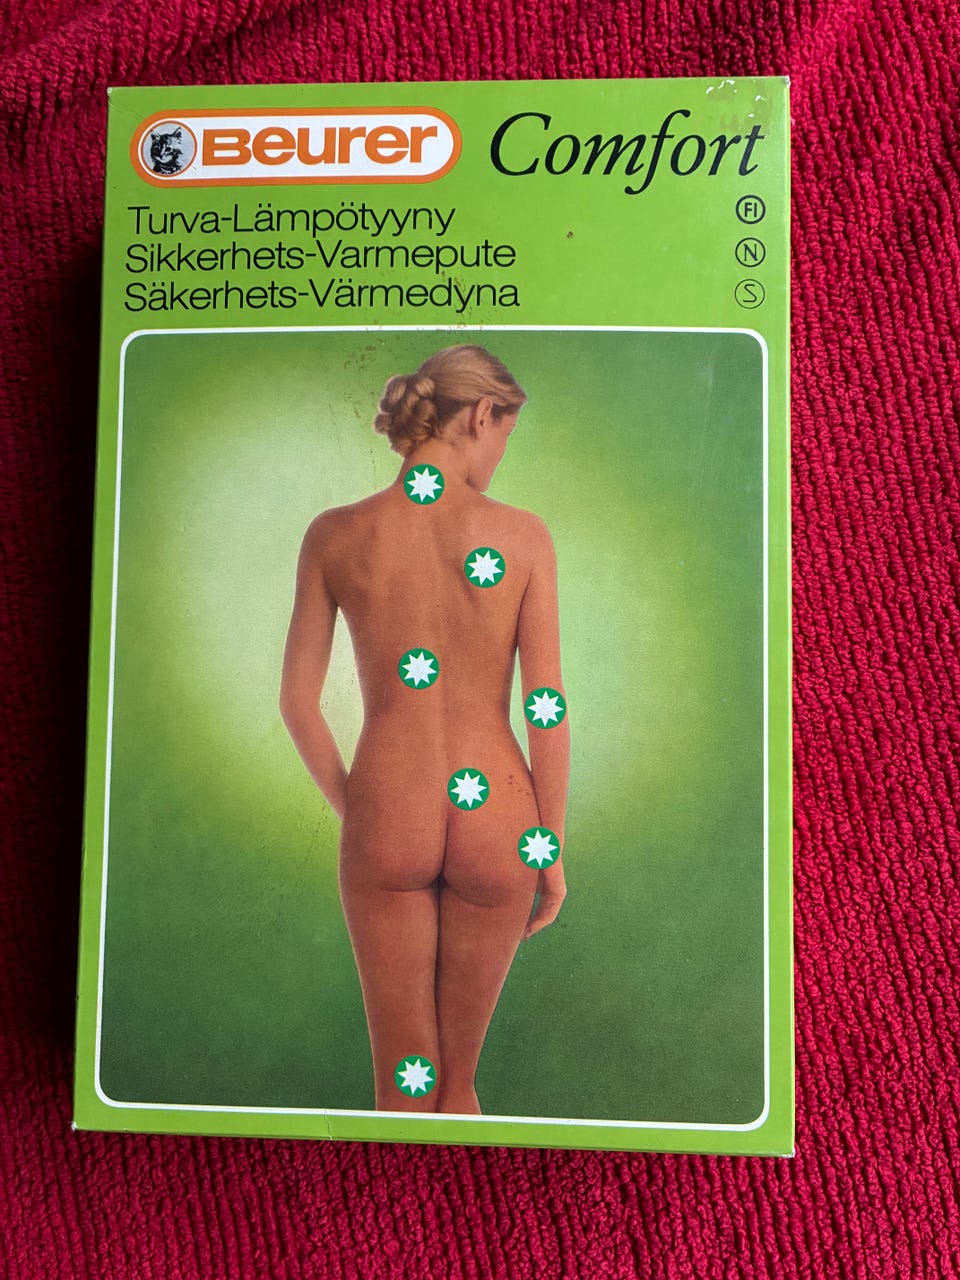 Beurer Comfort
Turva-Lämpötyyny FI
Sikkerhets-Varmepute N
Säkerhets-Värmedyna S